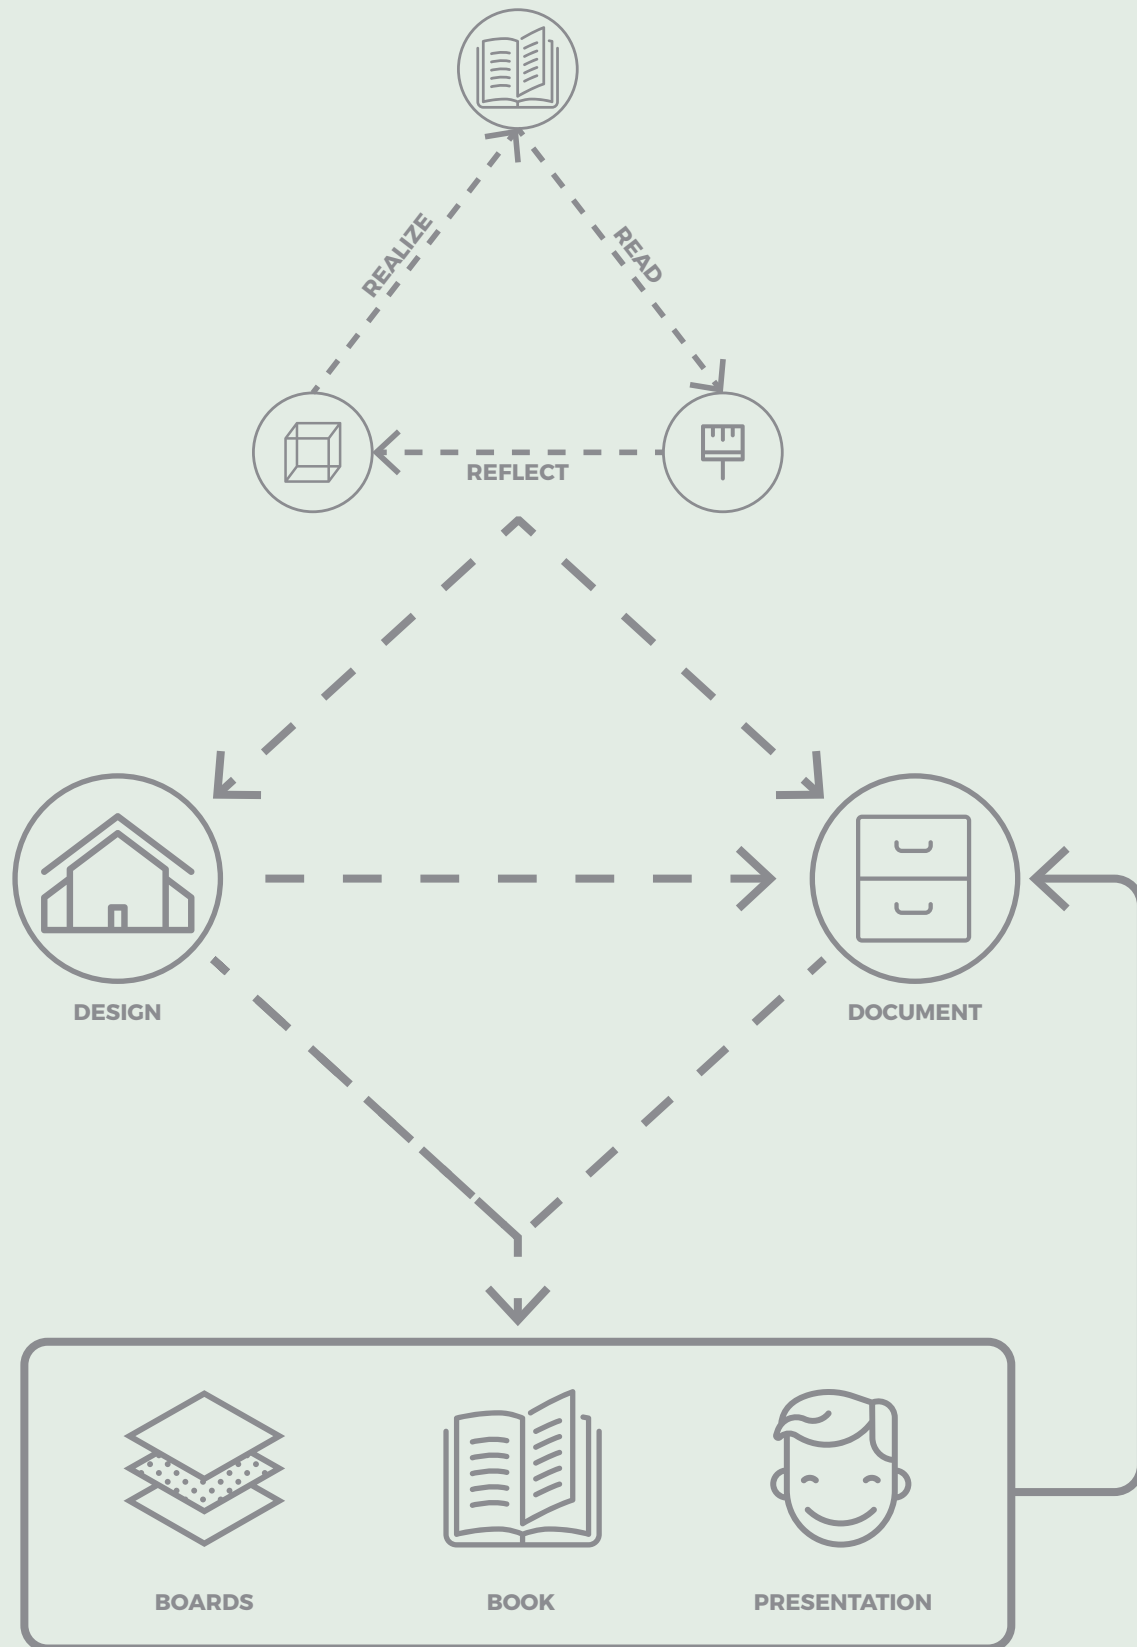 REALIZE
READ
REFLECT
DESIGN
DOCUMENT
BOARDS
BOOK
PRESENTATION